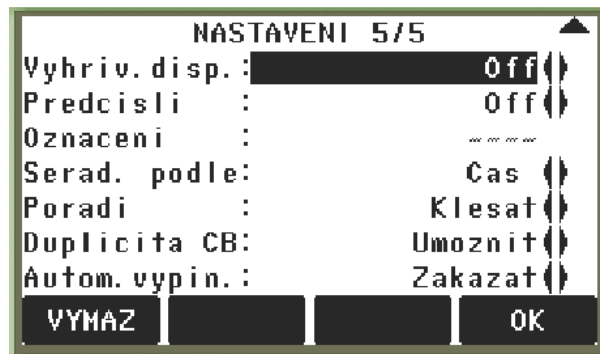 NASTAVENI 5/5
Vyhriv.disp.: Off
Predcisli : Off
Oznaceni : ----
Serad. podle: Cas
Poradi : Klesat
Duplicita CB: Umoznit
Autom.vypin.: Zakazat
VYMAZ OK